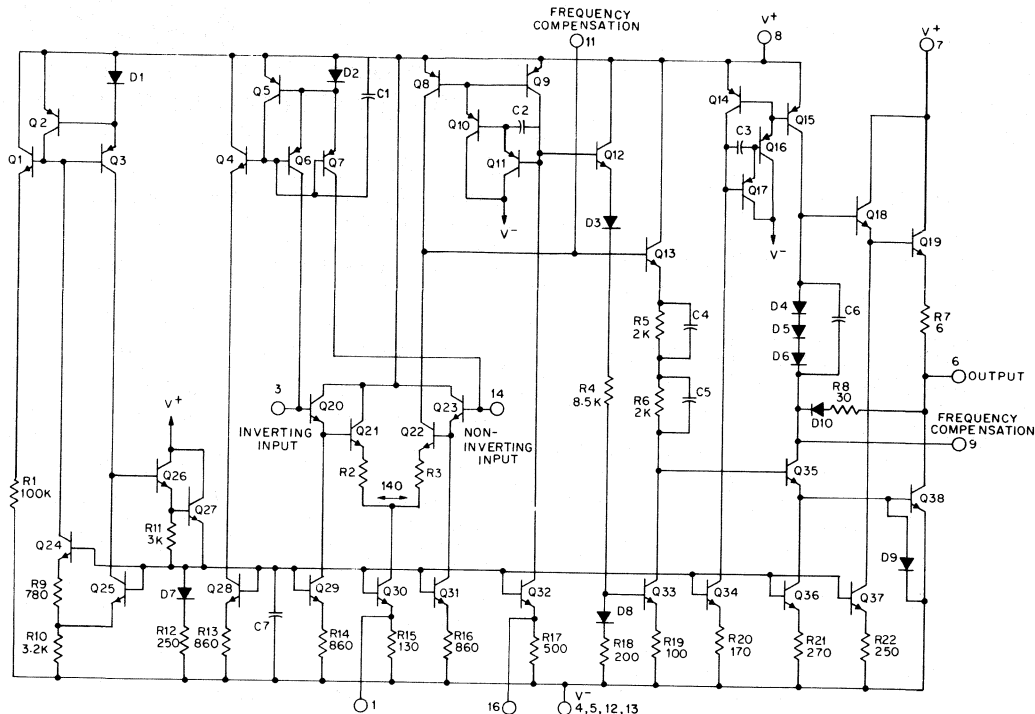 FREQUENCY
COMPENSATION
11
V+
8
V+
7
D1
Q2
Q1
Q3
Q5
D2
C1
Q4
Q6
Q7
Q8
Q9
Q10
C2
Q11
Q12
V-
D3
Q13
Q14
Q15
C3
Q16
Q17
V-
Q18
Q19
D4
D5
D6
C6
R7
6
R5
2K
C4
R6
2K
C5
R4
8.5K
6
OUTPUT
R8
30
D10
FREQUENCY
COMPENSATION
9
3
INVERTING
INPUT
Q20
Q21
Q22
Q23
14
NON-
INVERTING
INPUT
R2
R3
140
Q35
Q38
D9
V+
Q26
Q27
R11
3K
R1
100K
Q24
Q25
R9
780
R10
3.2K
D7
R12
250
Q28
R13
860
C7
Q29
R14
860
Q30
R15
130
Q31
R16
860
Q32
R17
500
D8
R18
200
Q33
R19
100
Q34
R20
170
Q36
R21
270
Q37
R22
250
1
16
V-
4, 5, 12, 13